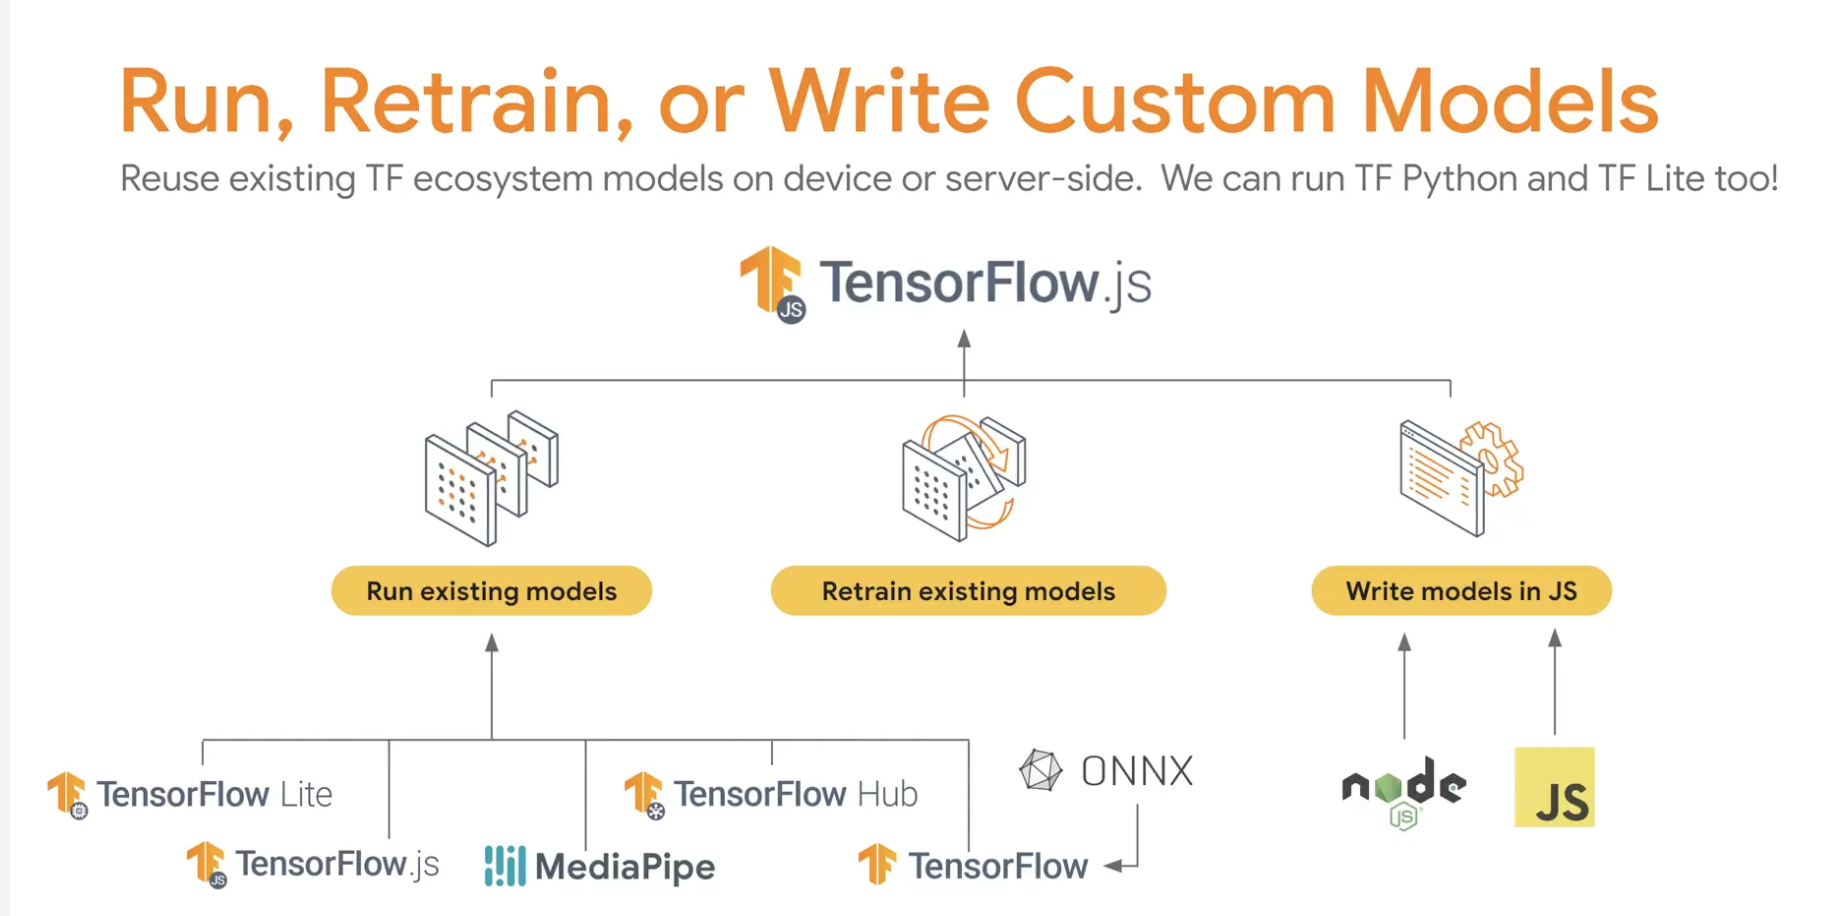 Run, Retrain, or Write Custom Models
Reuse existing TF ecosystem models on device or server-side. We can run TF Python and TF Lite too!
JS TensorFlow.js
Run existing models
Retrain existing models
Write models in JS
TensorFlow Lite
JS TensorFlow.js
MediaPipe
TensorFlow Hub
TensorFlow
ONNX
node
JS
JS